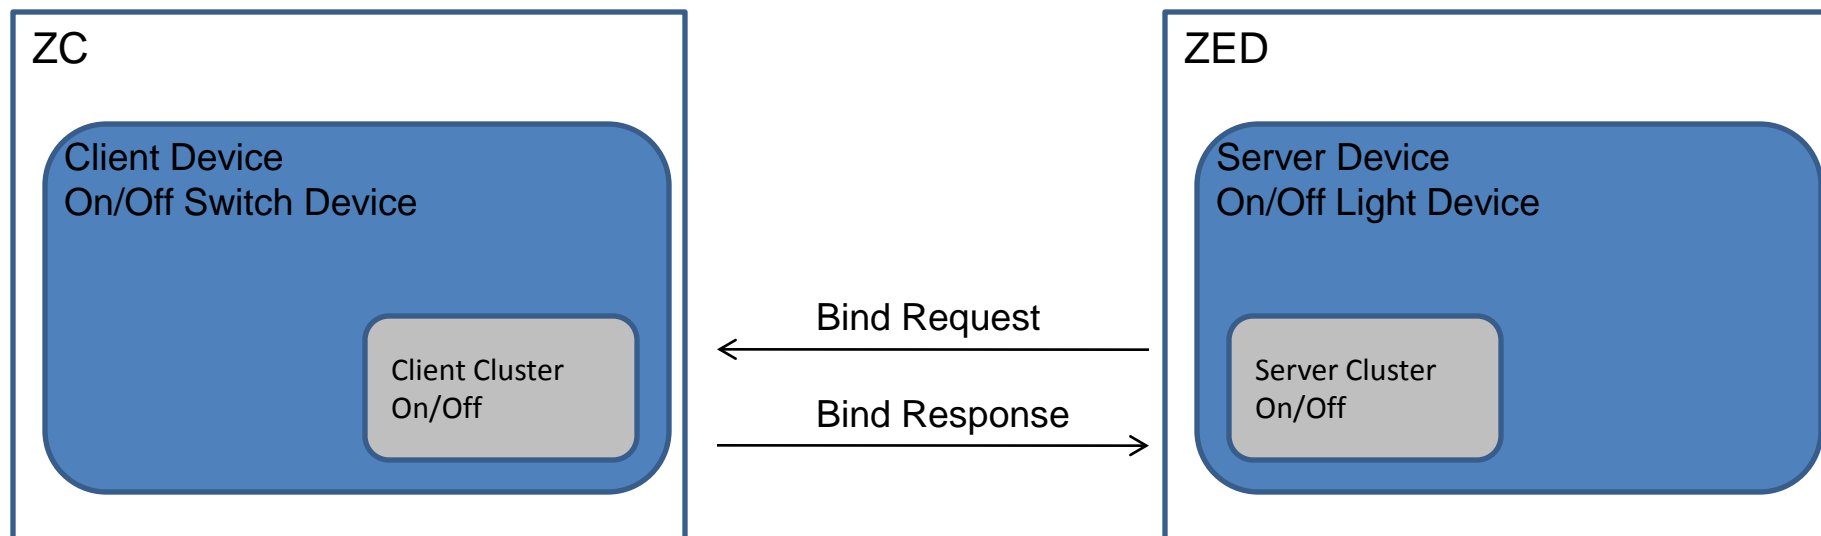 ZC
Client Device
On/Off Switch Device
Client Cluster
On/Off
Bind Request
Bind Response
ZED
Server Device
On/Off Light Device
Server Cluster
On/Off